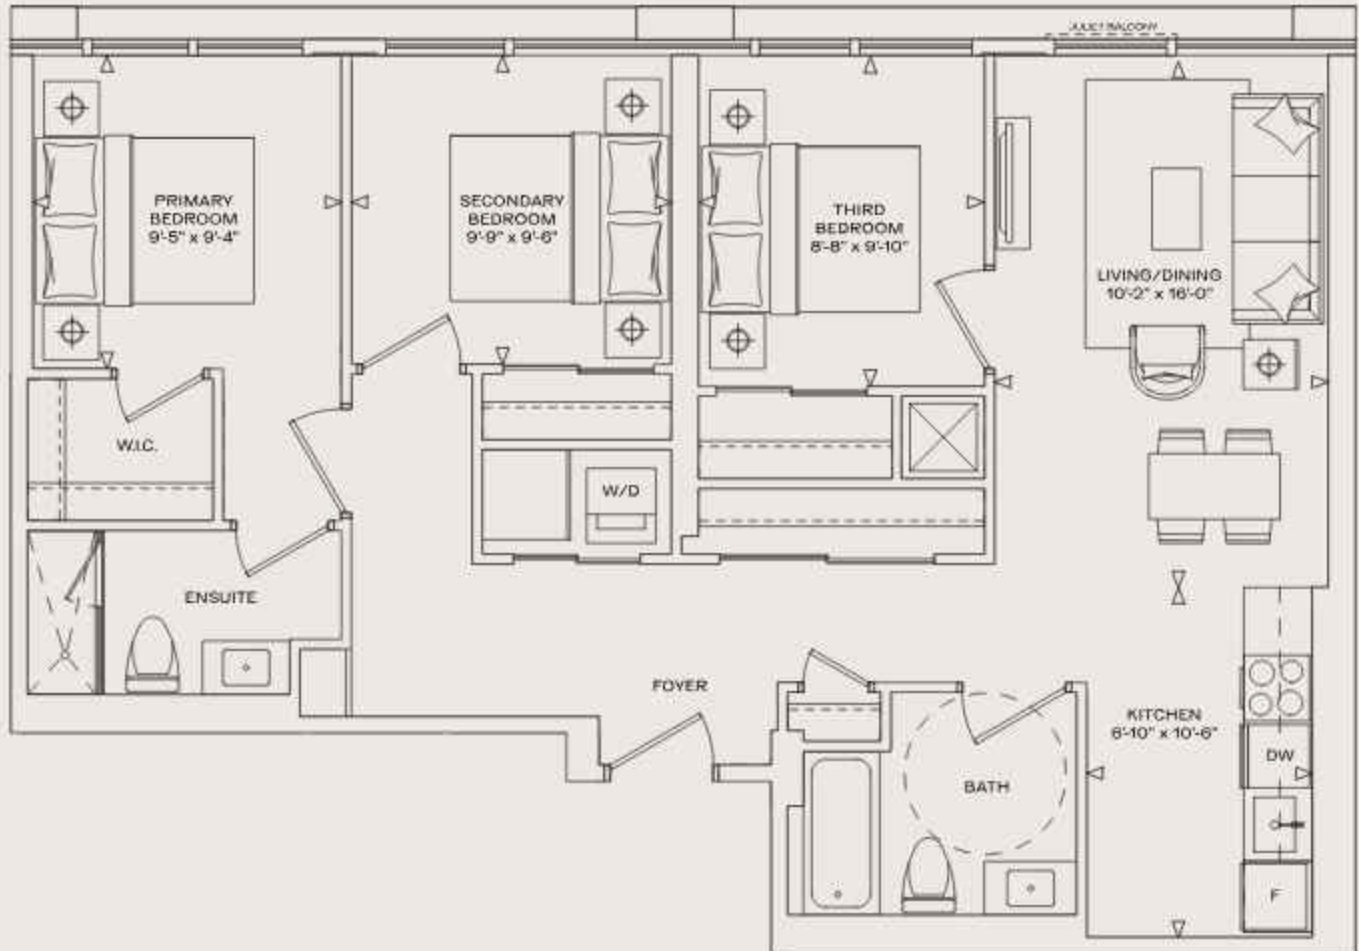 JULIET BALCONY
PRIMARY
BEDROOM
9'-5" x 9'-4"
SECONDARY
BEDROOM
9'-9" x 9'-6"
THIRD
BEDROOM
8'-8" x 9'-10"
LIVING/DINING
10'-2" x 16'-0"
W.I.C.
W/D
ENSUITE
FOYER
KITCHEN
6'-10" x 10'-6"
DW
BATH
F